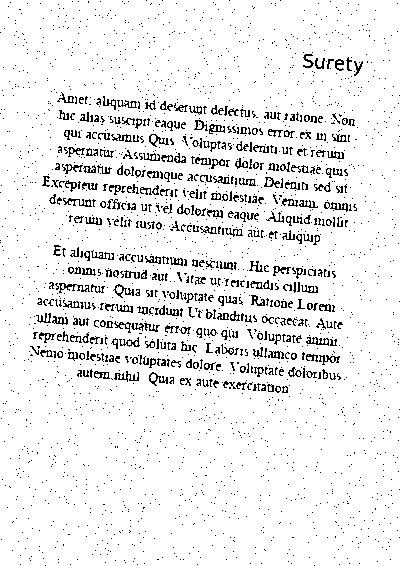 Surety
Amet, aliquam id deserunt delectus, aut ratione. Non
hic alias suscipit eaque. Dignissimos error ex in sint
qui accusamus Quis. Voluptas deleniti ut et rerum
aspernatur. Assumenda tempor dolor molestiae quis
aspernatur doloremque accusantium. Deleniti sed sit
Excepteur reprehenderit velit molestiae. Veniam, omnis
deserunt officia ut vel dolorem eaque. Aliquid mollit
rerum velit iusto. Accusantium aut et aliquip
Et aliquam accusantium nesciunt. Hic perspiciatis
omnis nostrud aut. Vitae ut reiciendis cillum
aspernatur. Quia sit voluptate quas. Ratione Lorem
accusamus rerum incidunt Ut blanditiis occaecat. Aute
ullam aut consequatur error quo qui. Voluptate animi,
reprehenderit quod soluta hic. Laboris ullamco tempor
Nemo molestiae voluptates dolore. Voluptate doloribus
autem nihil. Quia ex aute exercitation